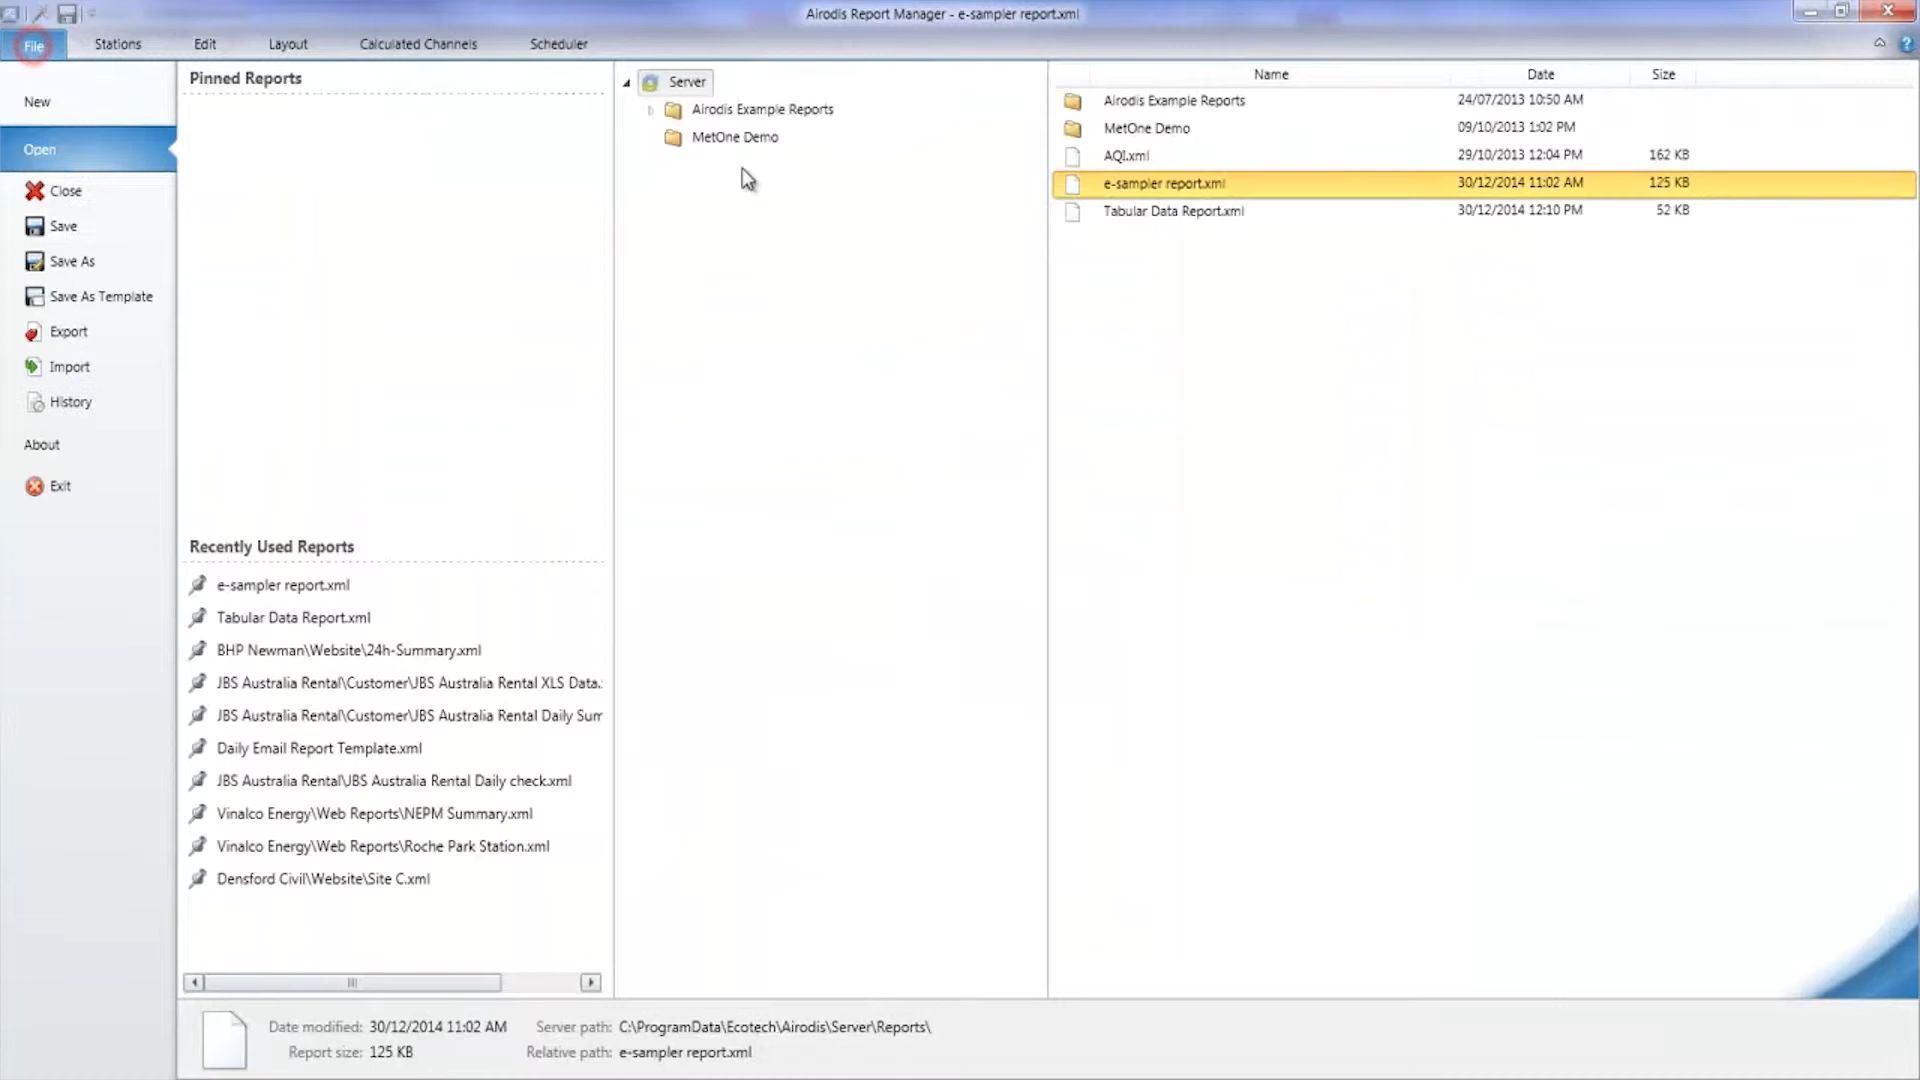 Airodis Report Manager - e-sampler report.xml
File Stations Edit Layout Calculated Channels Scheduler
New
Open
Close
Save
Save As
Save As Template
Export
Import
History
About
Exit
Pinned Reports
Recently Used Reports
e-sampler report.xml
Tabular Data Report.xml
BHP Newman\Website\24h-Summary.xml
JBS Australia Rental\Customer\JBS Australia Rental XLS Data.
JBS Australia Rental\Customer\JBS Australia Rental Daily Sum
Daily Email Report Template.xml
JBS Australia Rental\JBS Australia Rental Daily check.xml
Vinalco Energy\Web Reports\NEPM Summary.xml
Vinalco Energy\Web Reports\Roche Park Station.xml
Densford Civil\Website\Site C.xml
Server
Airodis Example Reports
MetOne Demo
Name Date Size
Airodis Example Reports 24/07/2013 10:50 AM
MetOne Demo 09/10/2013 1:02 PM
AQI.xml 29/10/2013 12:04 PM 162 KB
e-sampler report.xml 30/12/2014 11:02 AM 125 KB
Tabular Data Report.xml 30/12/2014 12:10 PM 52 KB
Date modified: 30/12/2014 11:02 AM Server path: C:\ProgramData\Ecotech\Airodis\Server\Reports\
Report size: 125 KB Relative path: e-sampler report.xml